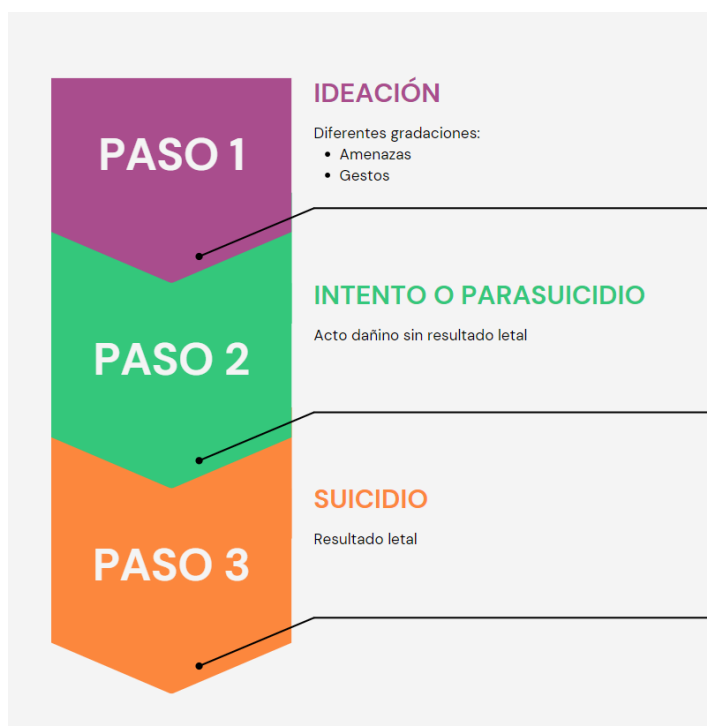 PASO 1
IDEACIÓN
Diferentes gradaciones:
• Amenazas
• Gestos
PASO 2
INTENTO O PARASUICIDIO
Acto dañino sin resultado letal
PASO 3
SUICIDIO
Resultado letal